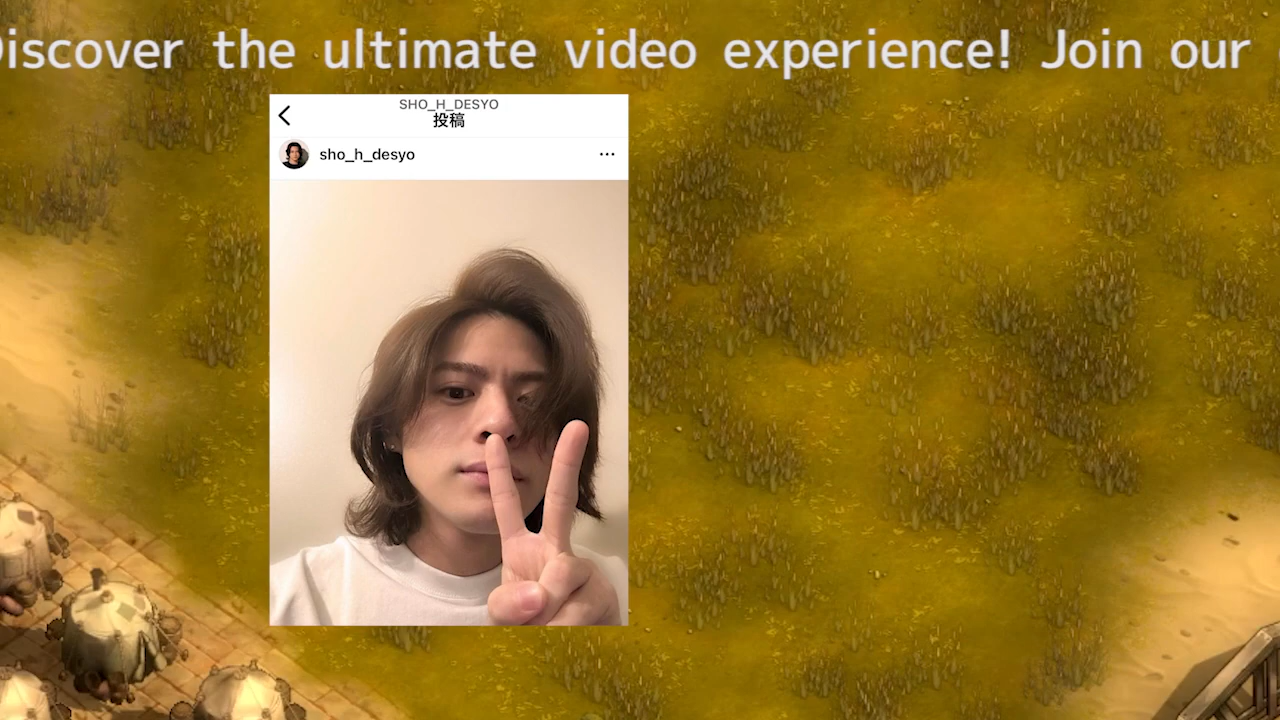 Discover the ultimate video experience! Join our
SHO_H_DESYO
投稿
sho_h_desyo